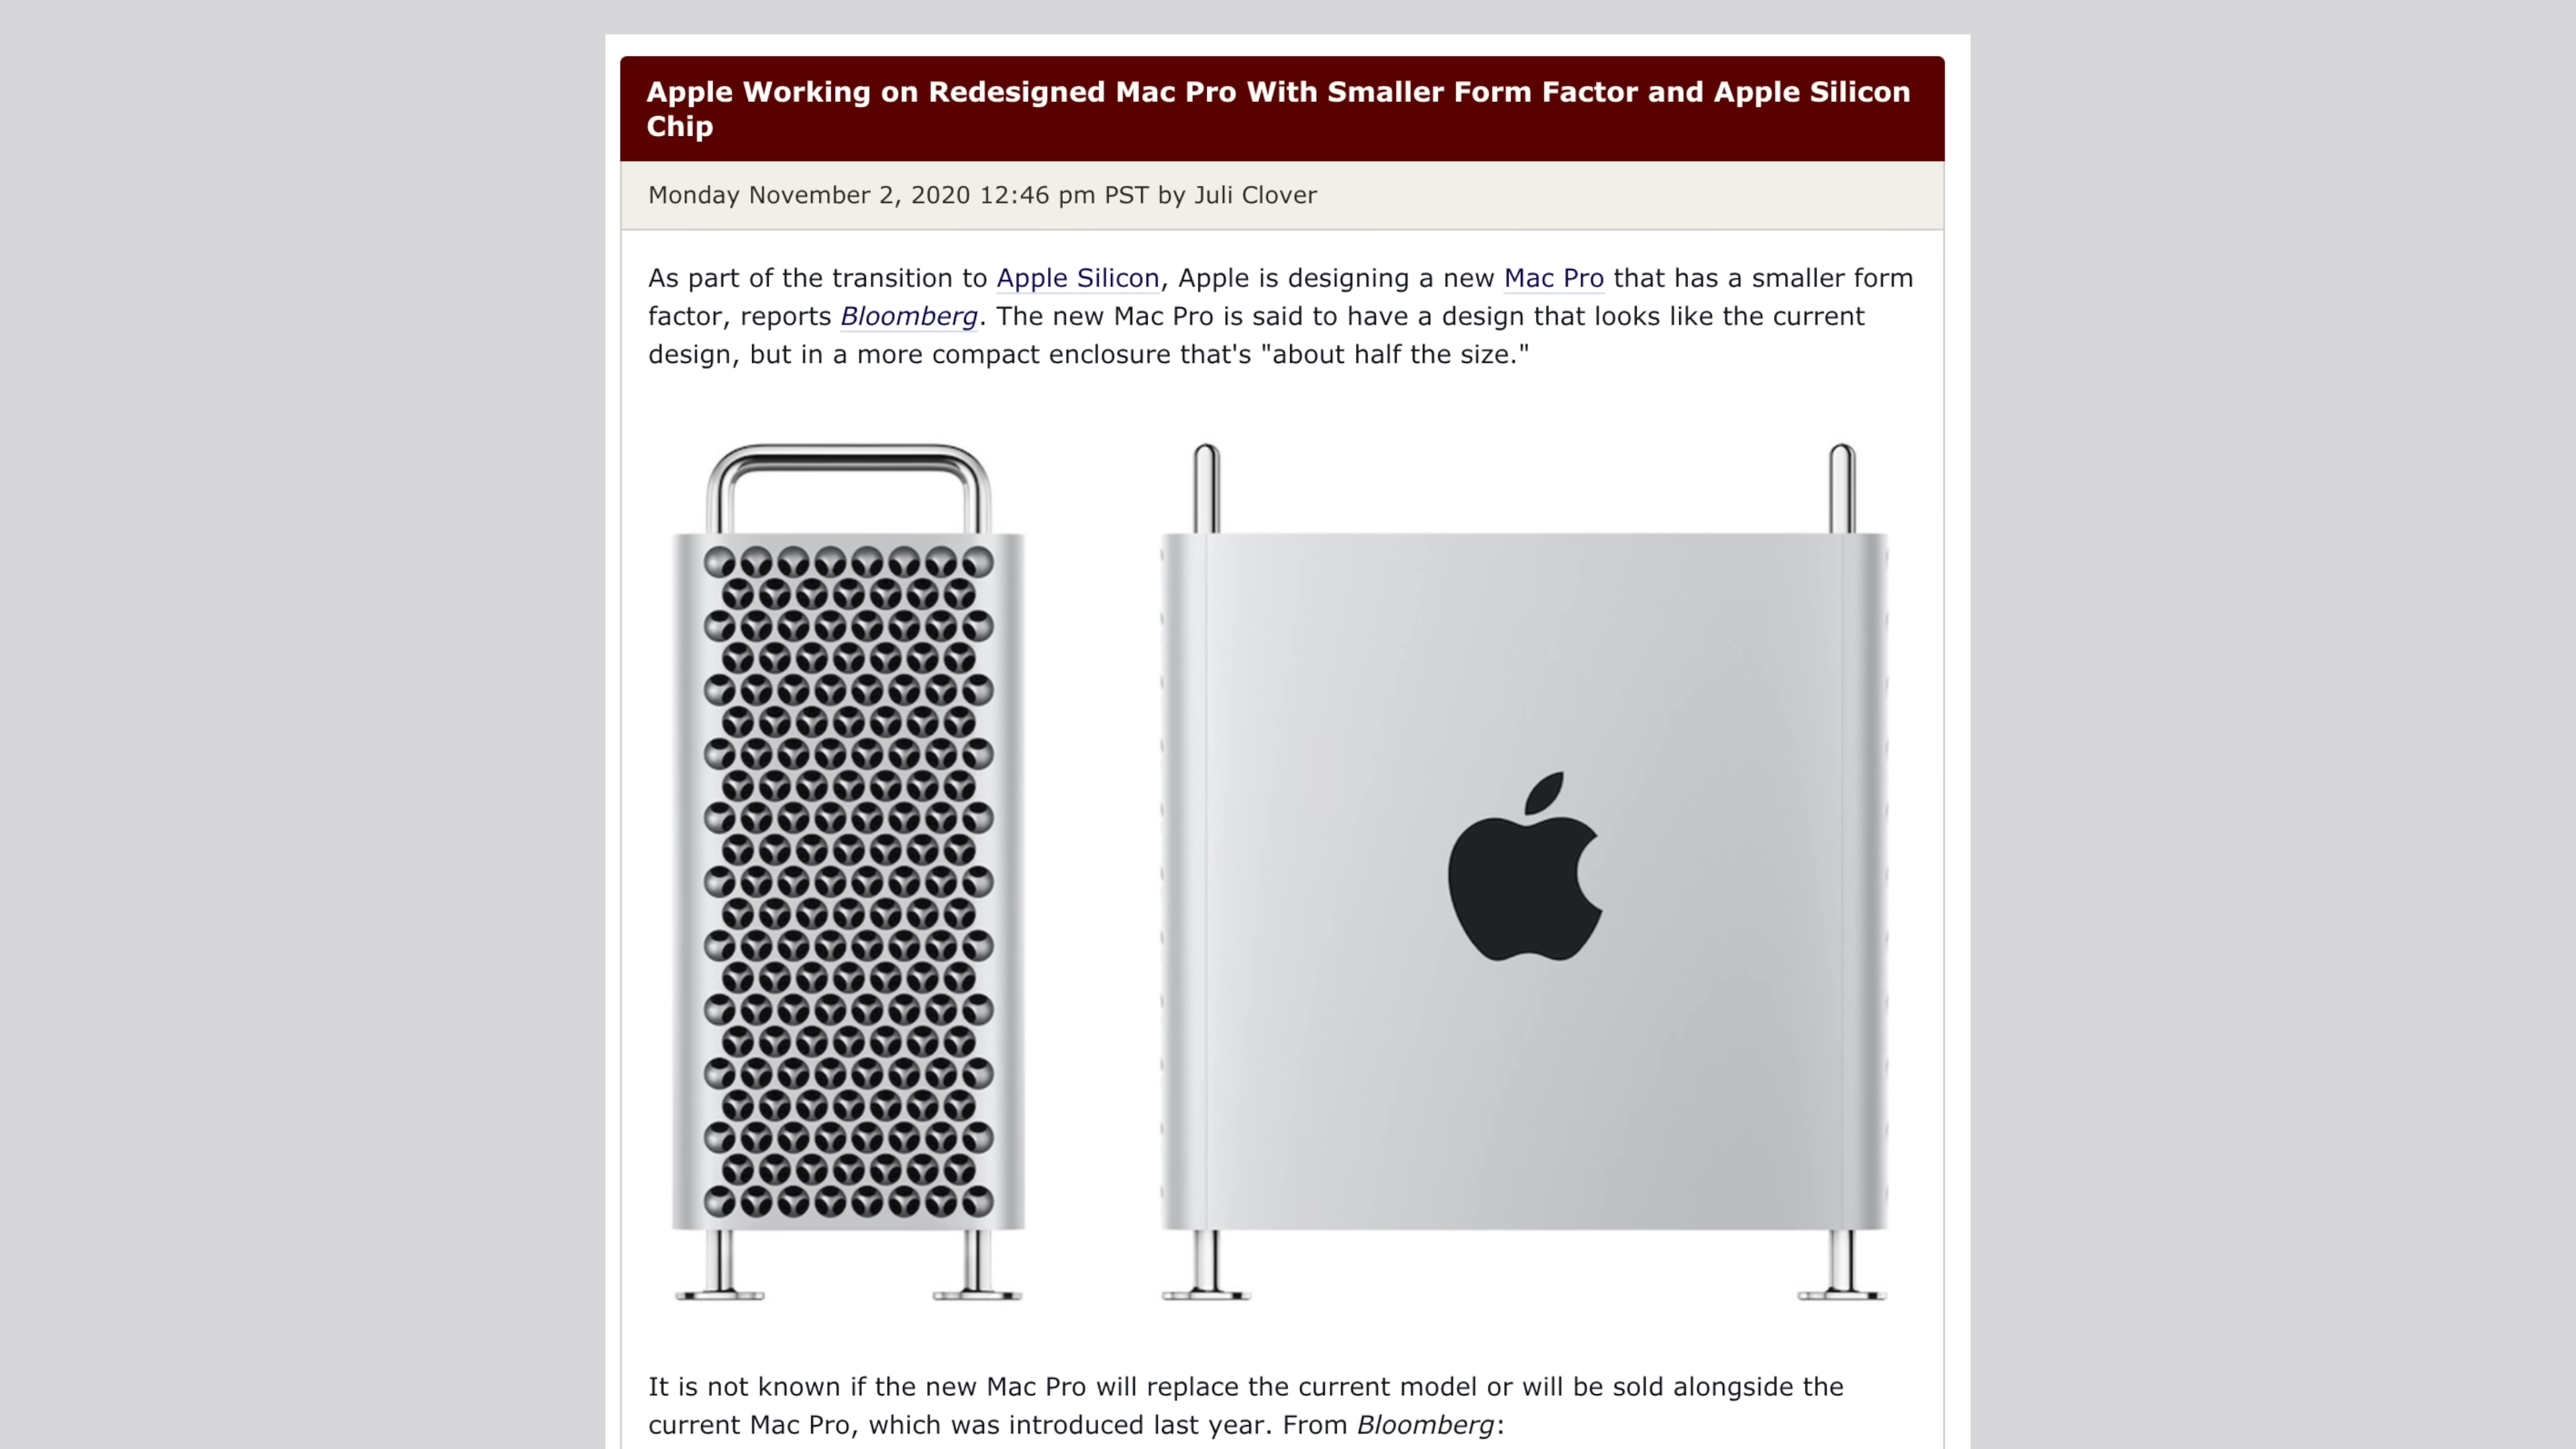 Apple Working on Redesigned Mac Pro With Smaller Form Factor and Apple Silicon
Chip
Monday November 2, 2020 12:46 pm PST by Juli Clover
As part of the transition to Apple Silicon, Apple is designing a new Mac Pro that has a smaller form
factor, reports Bloomberg. The new Mac Pro is said to have a design that looks like the current
design, but in a more compact enclosure that's "about half the size."
It is not known if the new Mac Pro will replace the current model or will be sold alongside the
current Mac Pro, which was introduced last year. From Bloomberg: